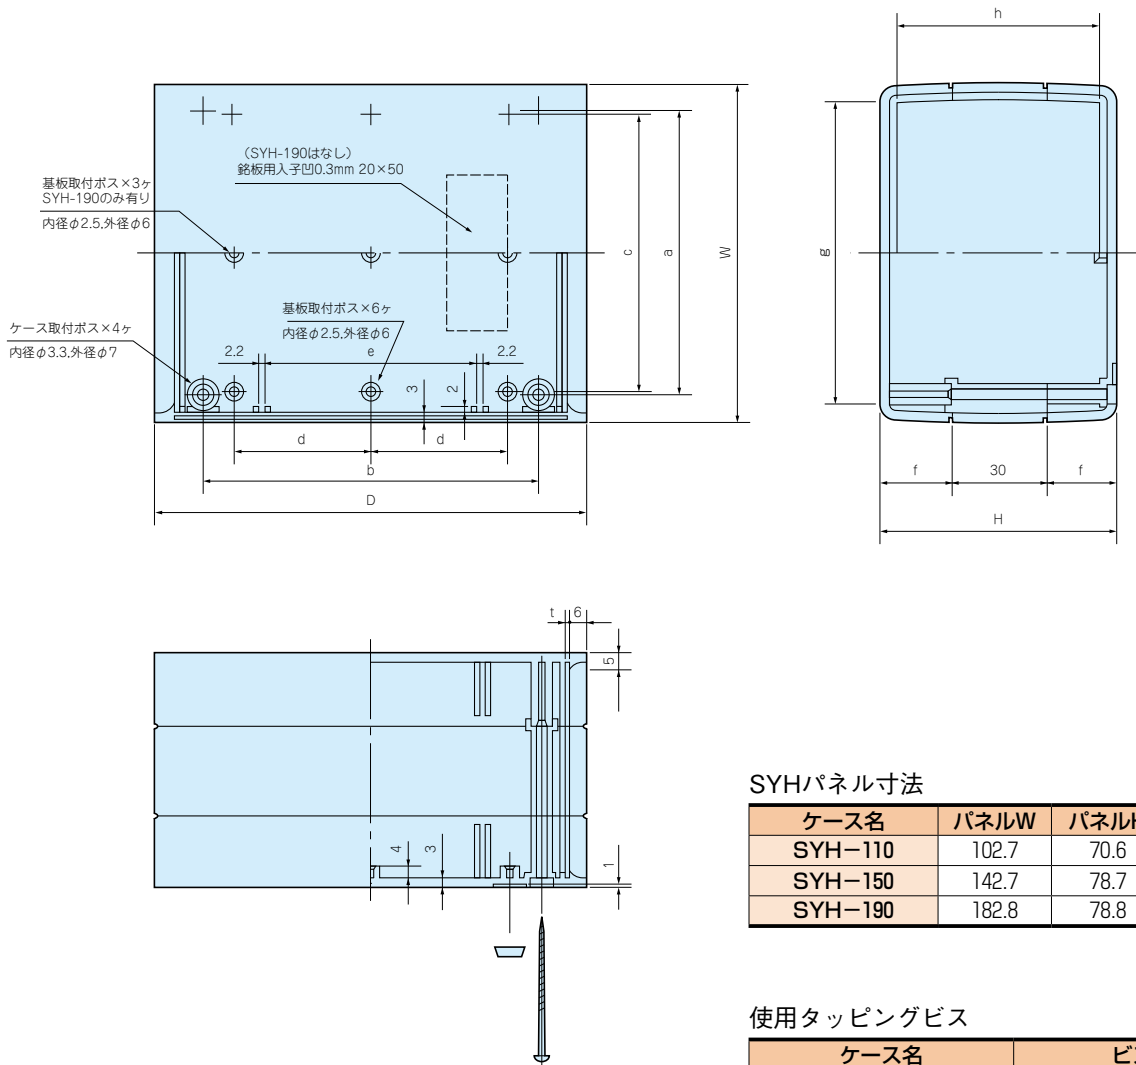 h
(SYH-190はなし)
銘板用入子凹0.3mm 20×50
基板取付ボス×3ヶ
SYH-190のみ有り
内径φ2.5,外径φ6
c
a
W
g
基板取付ボス×6ヶ
内径φ2.5,外径φ6
ケース取付ボス×4ヶ
内径φ3.3,外径φ7
2.2
e
2.2
3
2
d
d
b
D
f
30
f
H
t
6
5
4
3
1
SYHパネル寸法
ケース名 パネルW パネルH
SYH−110 102.7 70.6
SYH−150 142.7 78.7
SYH−190 182.8 78.8
使用タッピングビス
ケース名 ビ